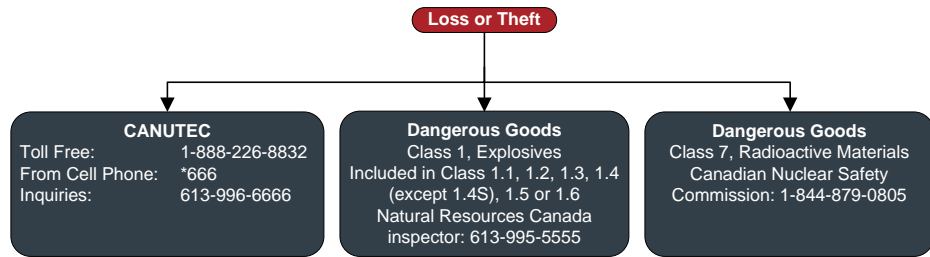 Loss or Theft
CANUTEC
Toll Free: 1-888-226-8832
From Cell Phone: *666
Inquiries: 613-996-6666
Dangerous Goods
Class 1, Explosives
Included in Class 1.1, 1.2, 1.3, 1.4
(except 1.4S), 1.5 or 1.6
Natural Resources Canada
inspector: 613-995-5555
Dangerous Goods
Class 7, Radioactive Materials
Canadian Nuclear Safety
Commission: 1-844-879-0805